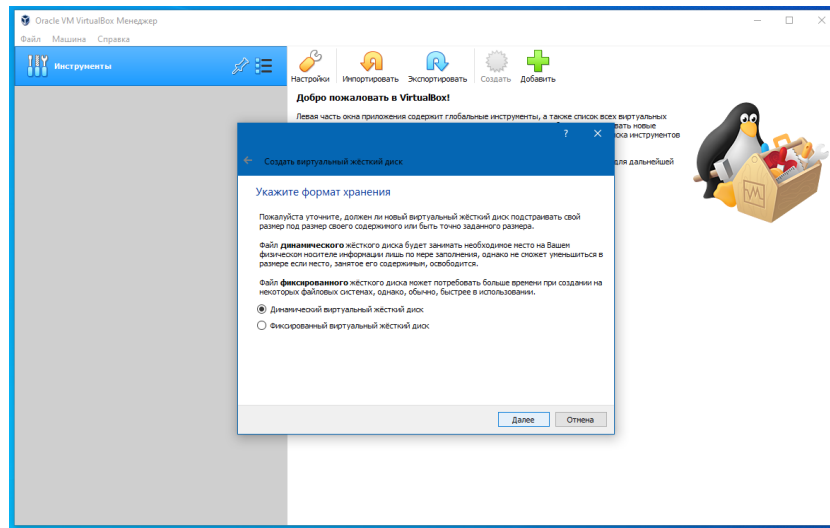 Oracle VM VirtualBox Менеджер
Файл Машина Справка
Инструменты
Настройки Импортировать Экспортировать Создать Добавить
Добро пожаловать в VirtualBox!
Левая часть окна приложения содержит глобальные инструменты, а также список всех виртуальных
вать новые
ска инструментов
для дальнейшей
? ×
Создать виртуальный жёсткий диск
Укажите формат хранения
Пожалуйста уточните, должен ли новый виртуальный жёсткий диск подстраивать свой
размер под размер своего содержимого или быть точно заданного размера.
Файл динамического жёсткого диска будет занимать необходимое место на Вашем
физическом носителе информации лишь по мере заполнения, однако не сможет уменьшиться в
размере если место, занятое его содержимым, освободится.
Файл фиксированного жёсткого диска может потребовать больше времени при создании на
некоторых файловых системах, однако, обычно, быстрее в использовании.
Динамический виртуальный жёсткий диск
Фиксированный виртуальный жёсткий диск
Далее Отмена